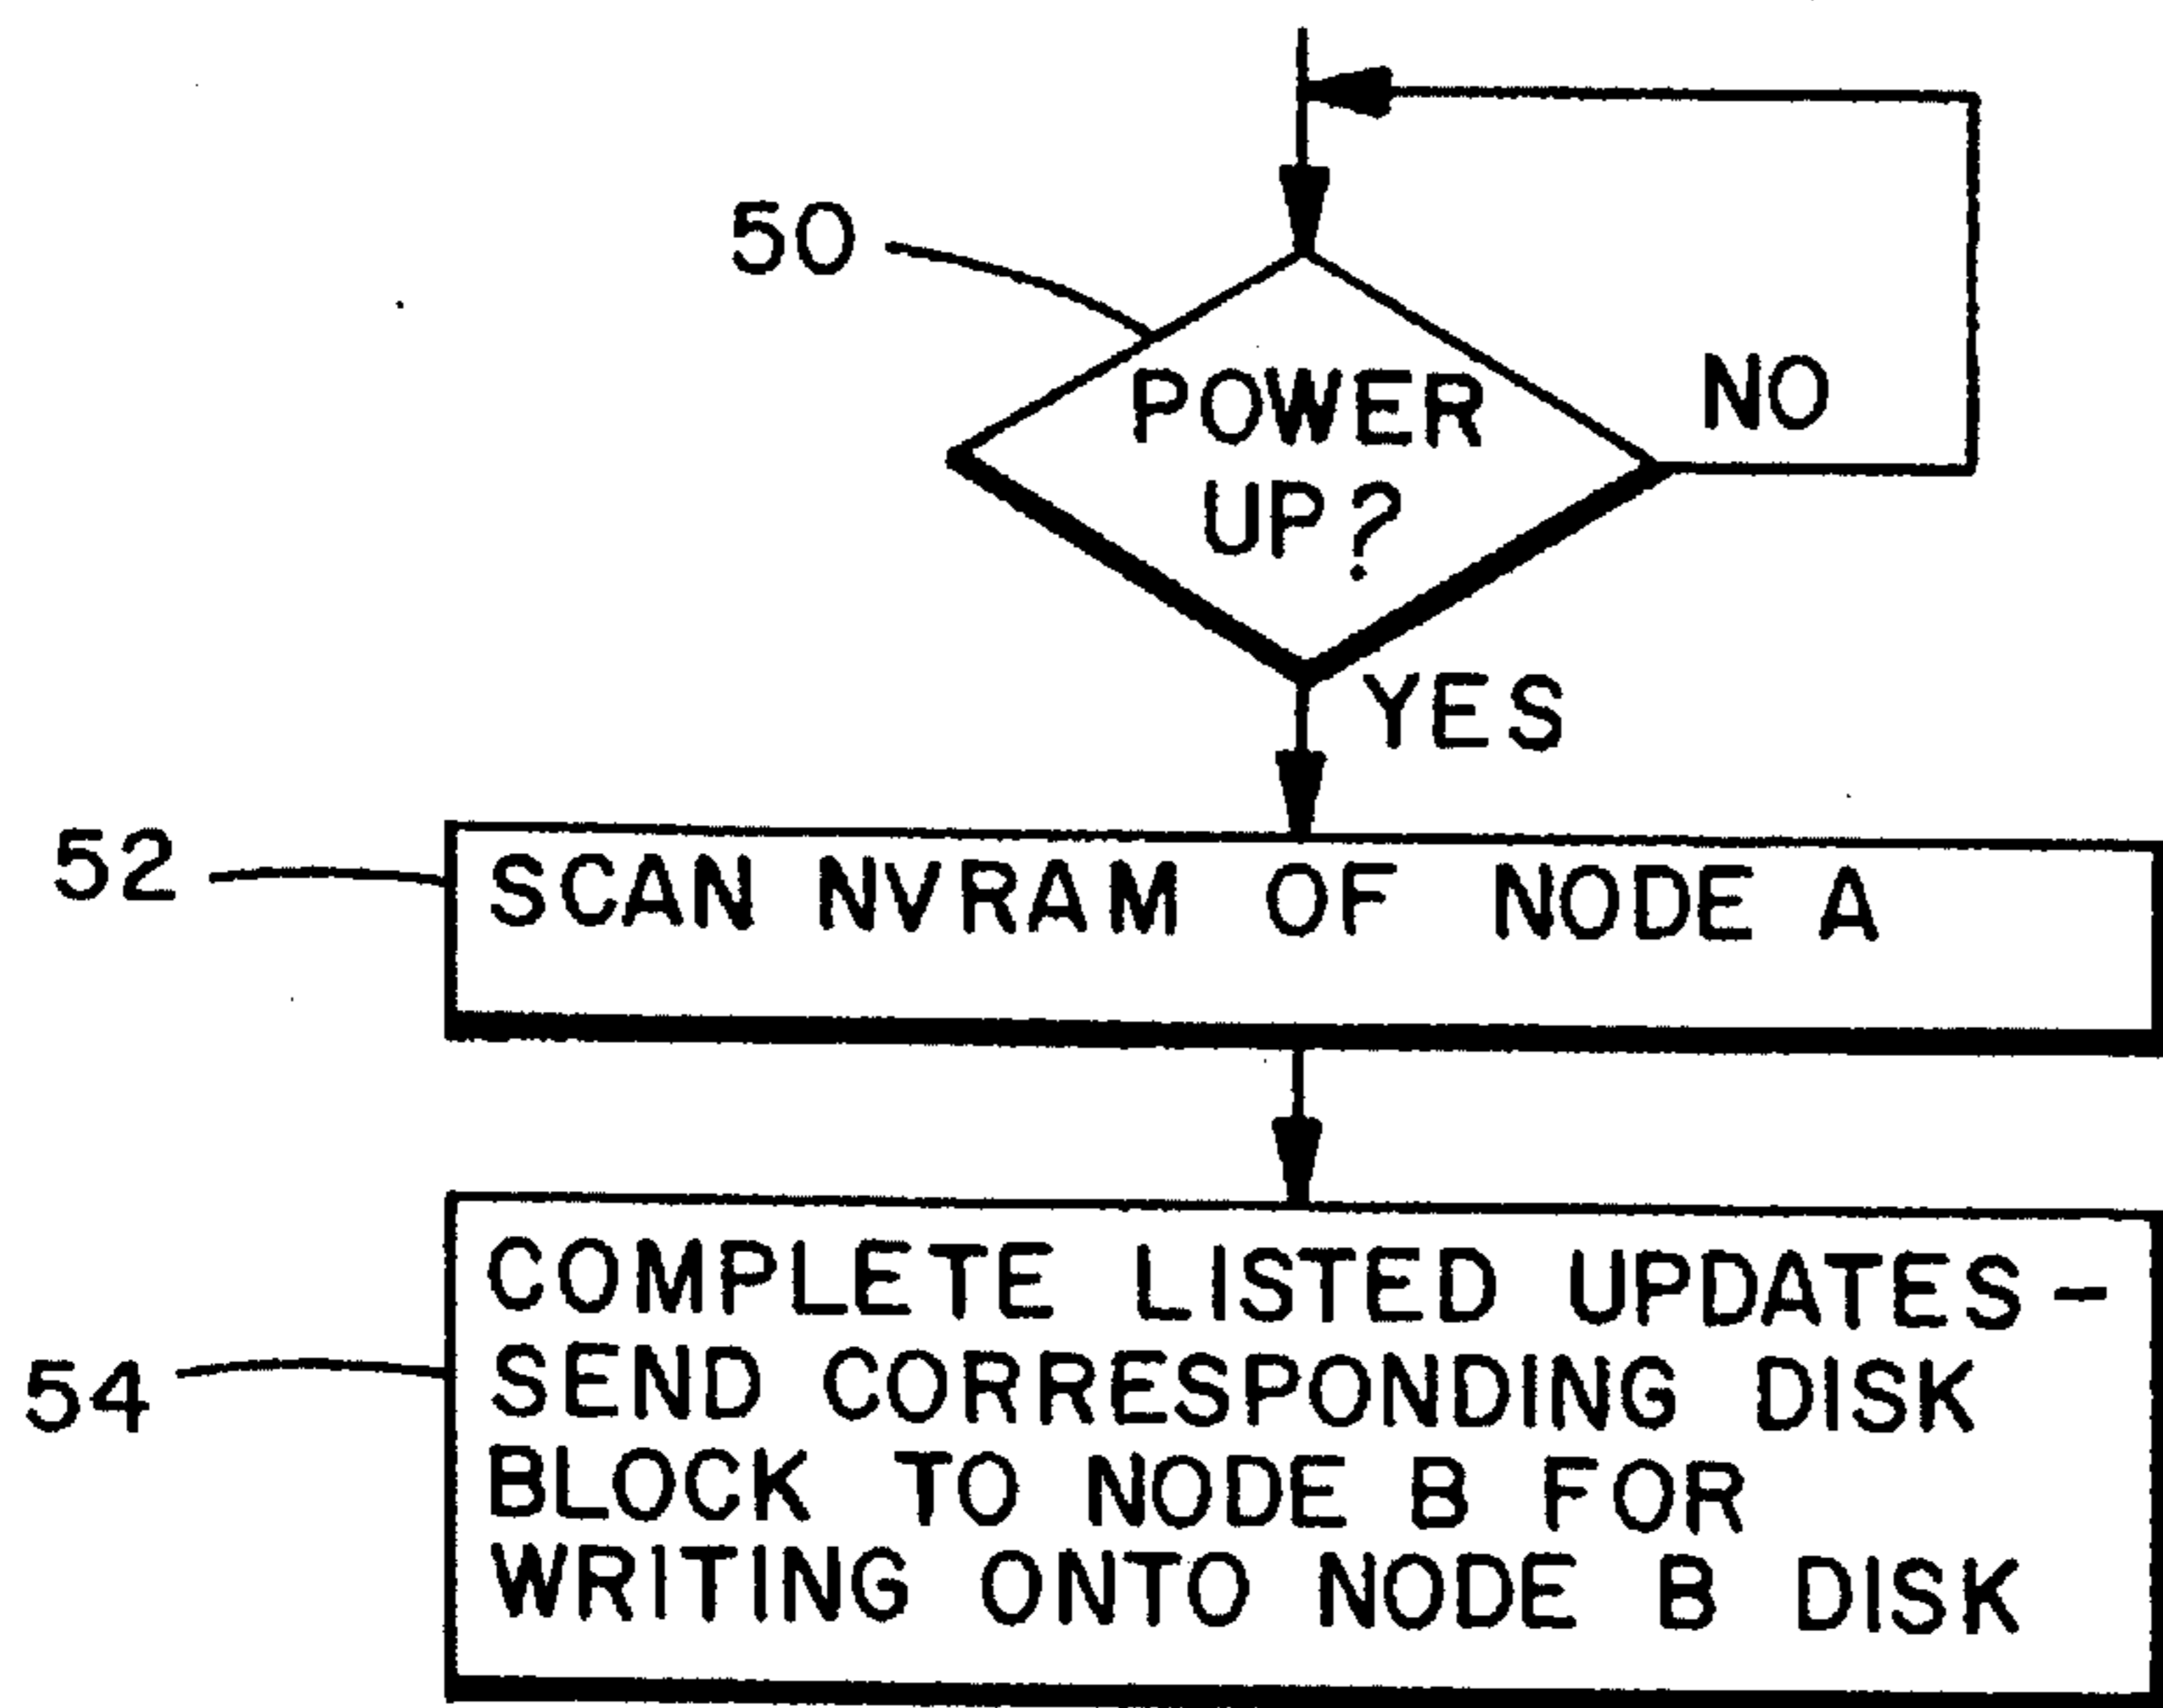 50
POWER
UP?
NO
YES
52
SCAN NVRAM OF NODE A
54
COMPLETE LISTED UPDATES-
SEND CORRESPONDING DISK
BLOCK TO NODE B FOR
WRITING ONTO NODE B DISK